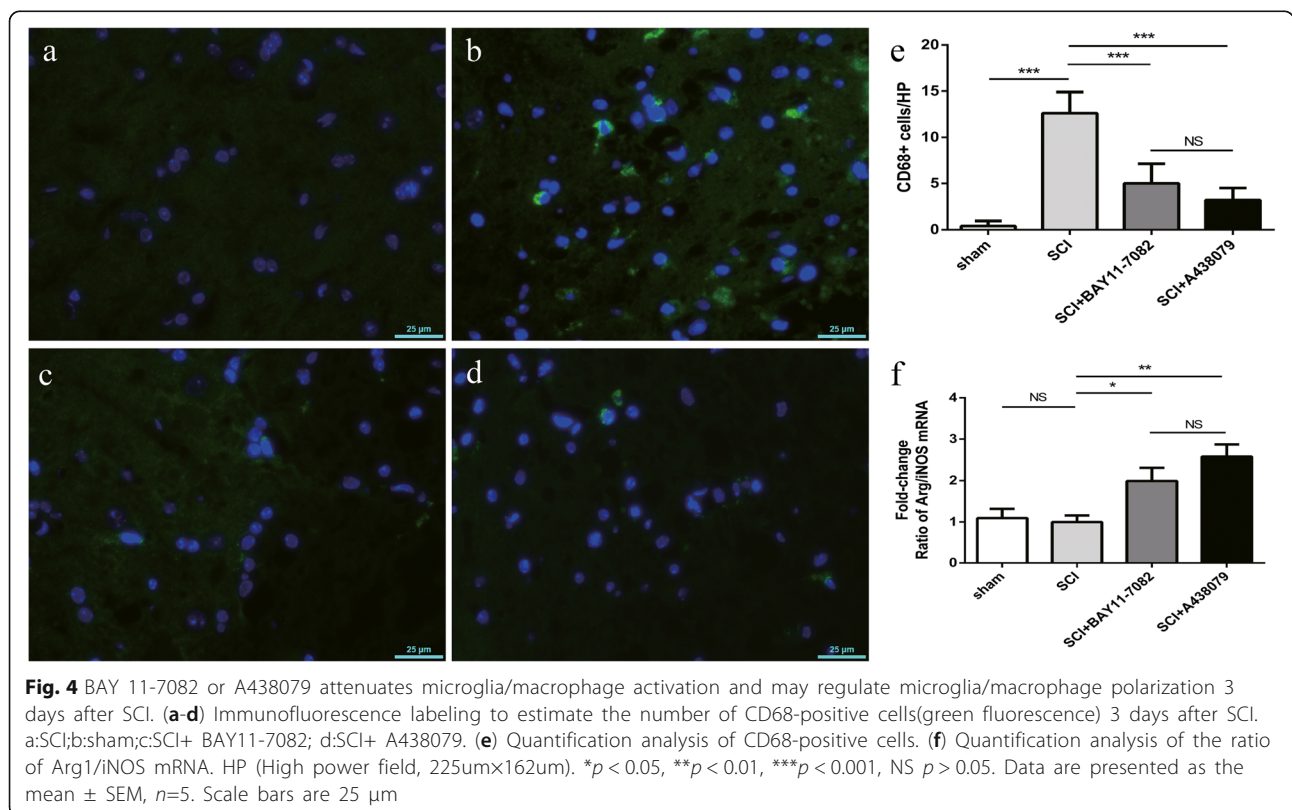 a
b
25 µm
25 µm
c
d
25 µm
25 µm
e
CD68+ cells/HP
20
15
10
5
0
***
***
***
NS
sham
SCI
SCI+BAY11-7082
SCI+A438079
f
Fold-change
Ratio of Arg/iNOS mRNA
4
3
2
1
0
NS
*
**
NS
sham
SCI
SCI+BAY11-7082
SCI+A438079
Fig. 4 BAY 11-7082 or A438079 attenuates microglia/macrophage activation and may regulate microglia/macrophage polarization 3
days after SCI. (a-d) Immunofluorescence labeling to estimate the number of CD68-positive cells(green fluorescence) 3 days after SCI.
a:SCI;b:sham;c:SCI+ BAY11-7082; d:SCI+ A438079. (e) Quantification analysis of CD68-positive cells. (f) Quantification analysis of the ratio
of Arg1/iNOS mRNA. HP (High power field, 225um×162um). *p < 0.05, **p < 0.01, ***p < 0.001, NS p > 0.05. Data are presented as the
mean ± SEM, n=5. Scale bars are 25 μm